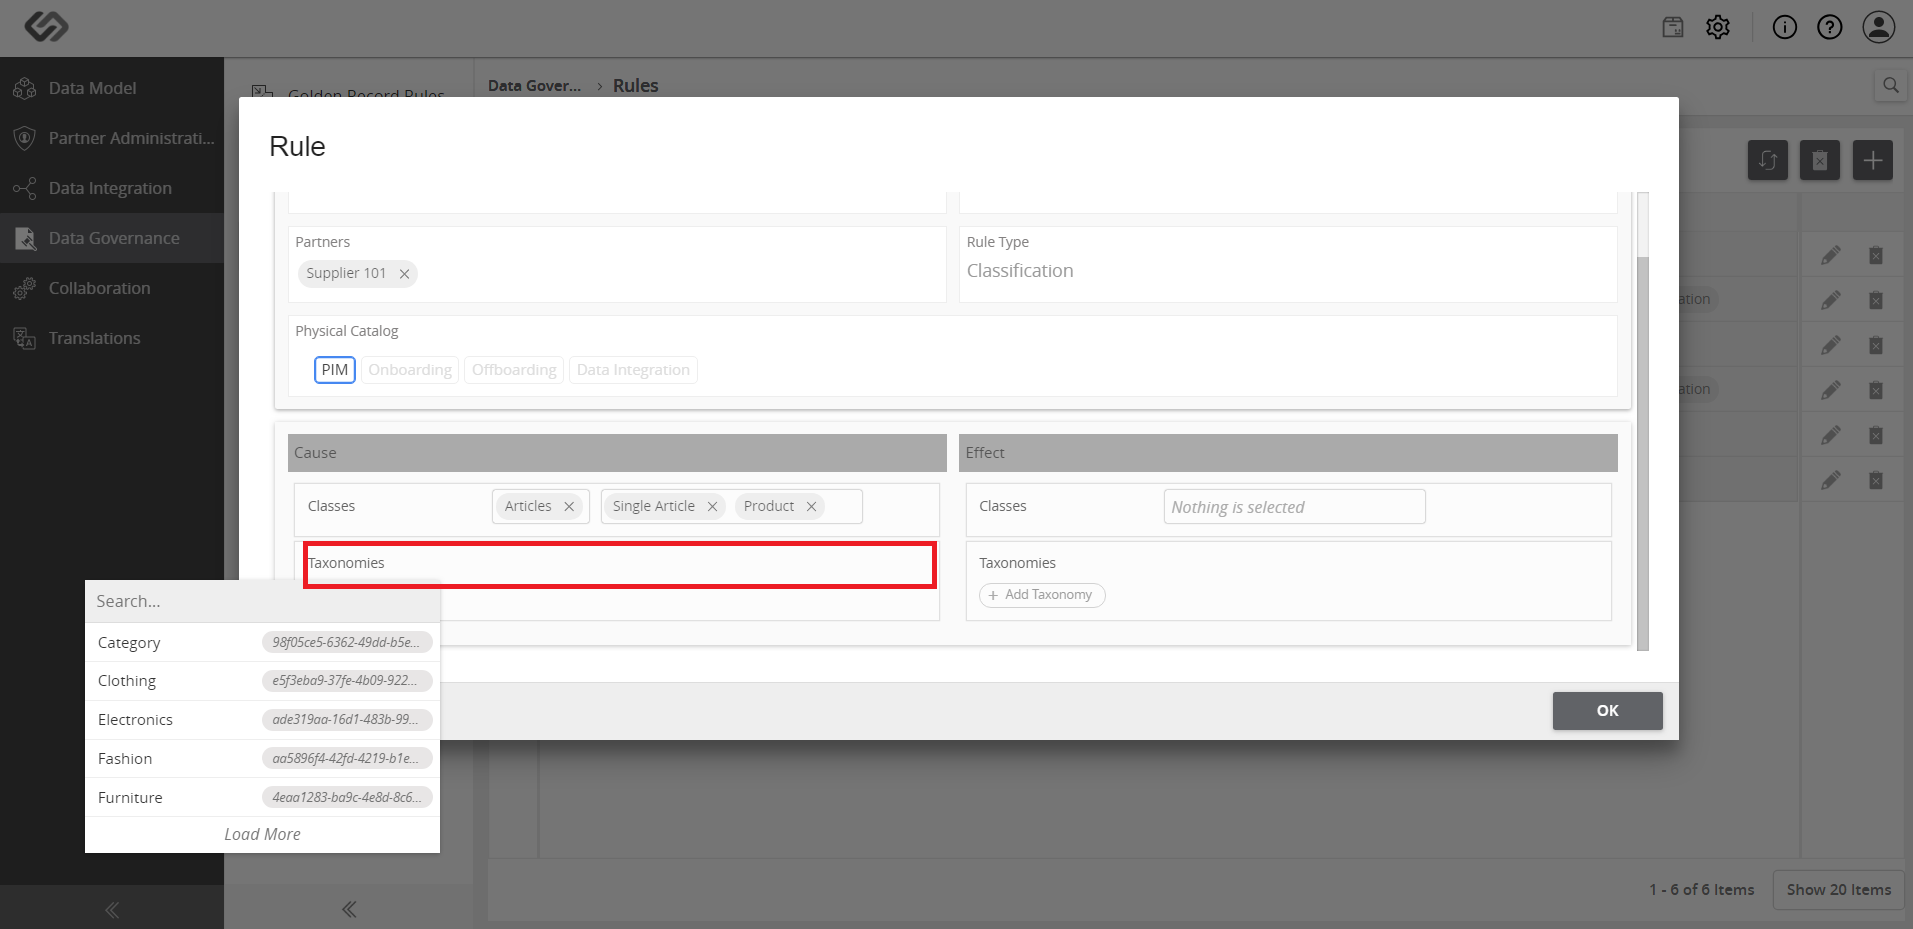 Data Model
Partner Administrati...
Data Integration
Data Governance
Collaboration
Translations
Golden Record Rules
Data Gover... › Rules
Rule
Partners
Supplier 101
Rule Type
Classification
Physical Catalog
PIM Onboarding Offboarding Data Integration
Cause
Effect
Classes Articles Single Article Product
Classes Nothing is selected
Taxonomies
Taxonomies
+ Add Taxonomy
Search...
Category 98f05ce5-6362-49dd-b5e...
Clothing e5f3eba9-37fe-4b09-922...
Electronics ade319aa-16d1-483b-99...
Fashion aa5896f4-42fd-4219-b1e...
Furniture 4eaa1283-ba9c-4e8d-8c6...
Load More
OK
ation
ation
1 - 6 of 6 Items
Show 20 Items